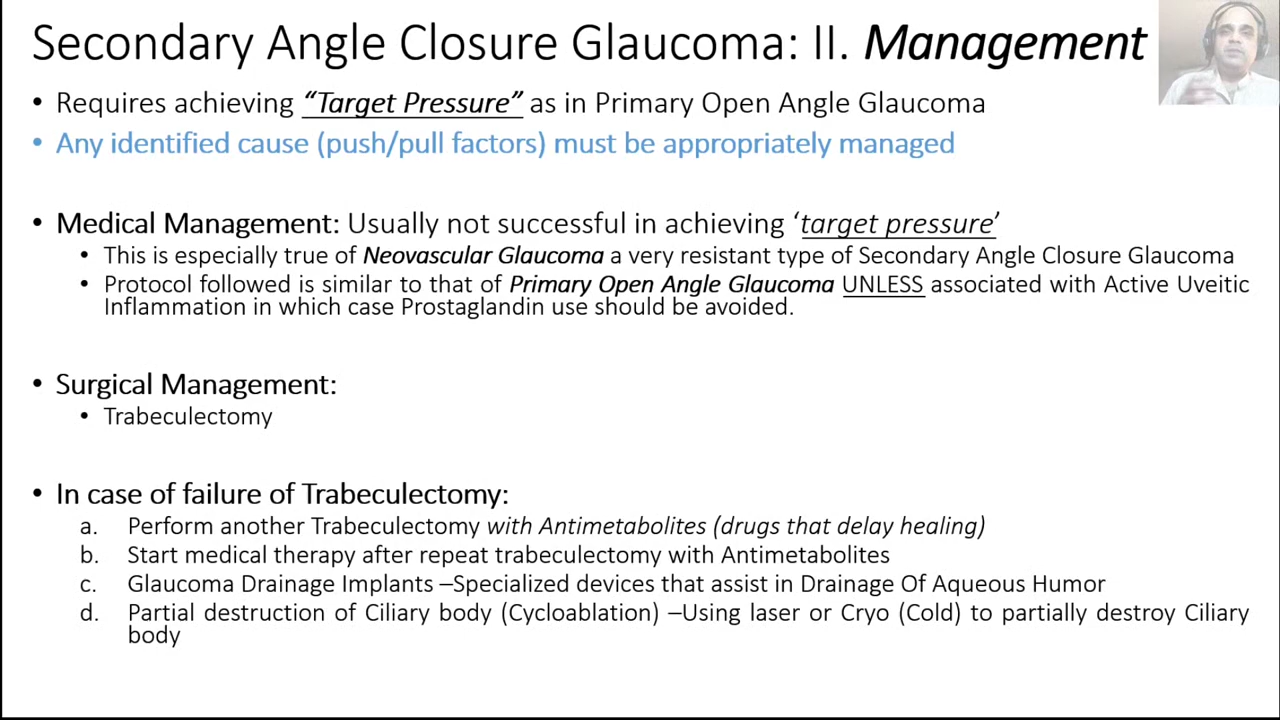 Secondary Angle Closure Glaucoma: II. Management
• Requires achieving “Target Pressure” as in Primary Open Angle Glaucoma
• Any identified cause (push/pull factors) must be appropriately managed
• Medical Management: Usually not successful in achieving ‘target pressure’
• This is especially true of Neovascular Glaucoma a very resistant type of Secondary Angle Closure Glaucoma
• Protocol followed is similar to that of Primary Open Angle Glaucoma UNLESS associated with Active Uveitic
Inflammation in which case Prostaglandin use should be avoided.
• Surgical Management:
• Trabeculectomy
• In case of failure of Trabeculectomy:
a. Perform another Trabeculectomy with Antimetabolites (drugs that delay healing)
b. Start medical therapy after repeat trabeculectomy with Antimetabolites
c. Glaucoma Drainage Implants –Specialized devices that assist in Drainage Of Aqueous Humor
d. Partial destruction of Ciliary body (Cycloablation) –Using laser or Cryo (Cold) to partially destroy Ciliary
body